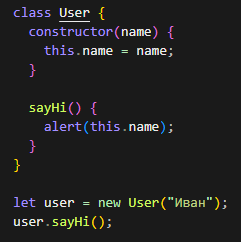 class User {
  constructor(name) {
    this.name = name;
  }

  sayHi() {
    alert(this.name);
  }
}

let user = new User("Иван");
user.sayHi();